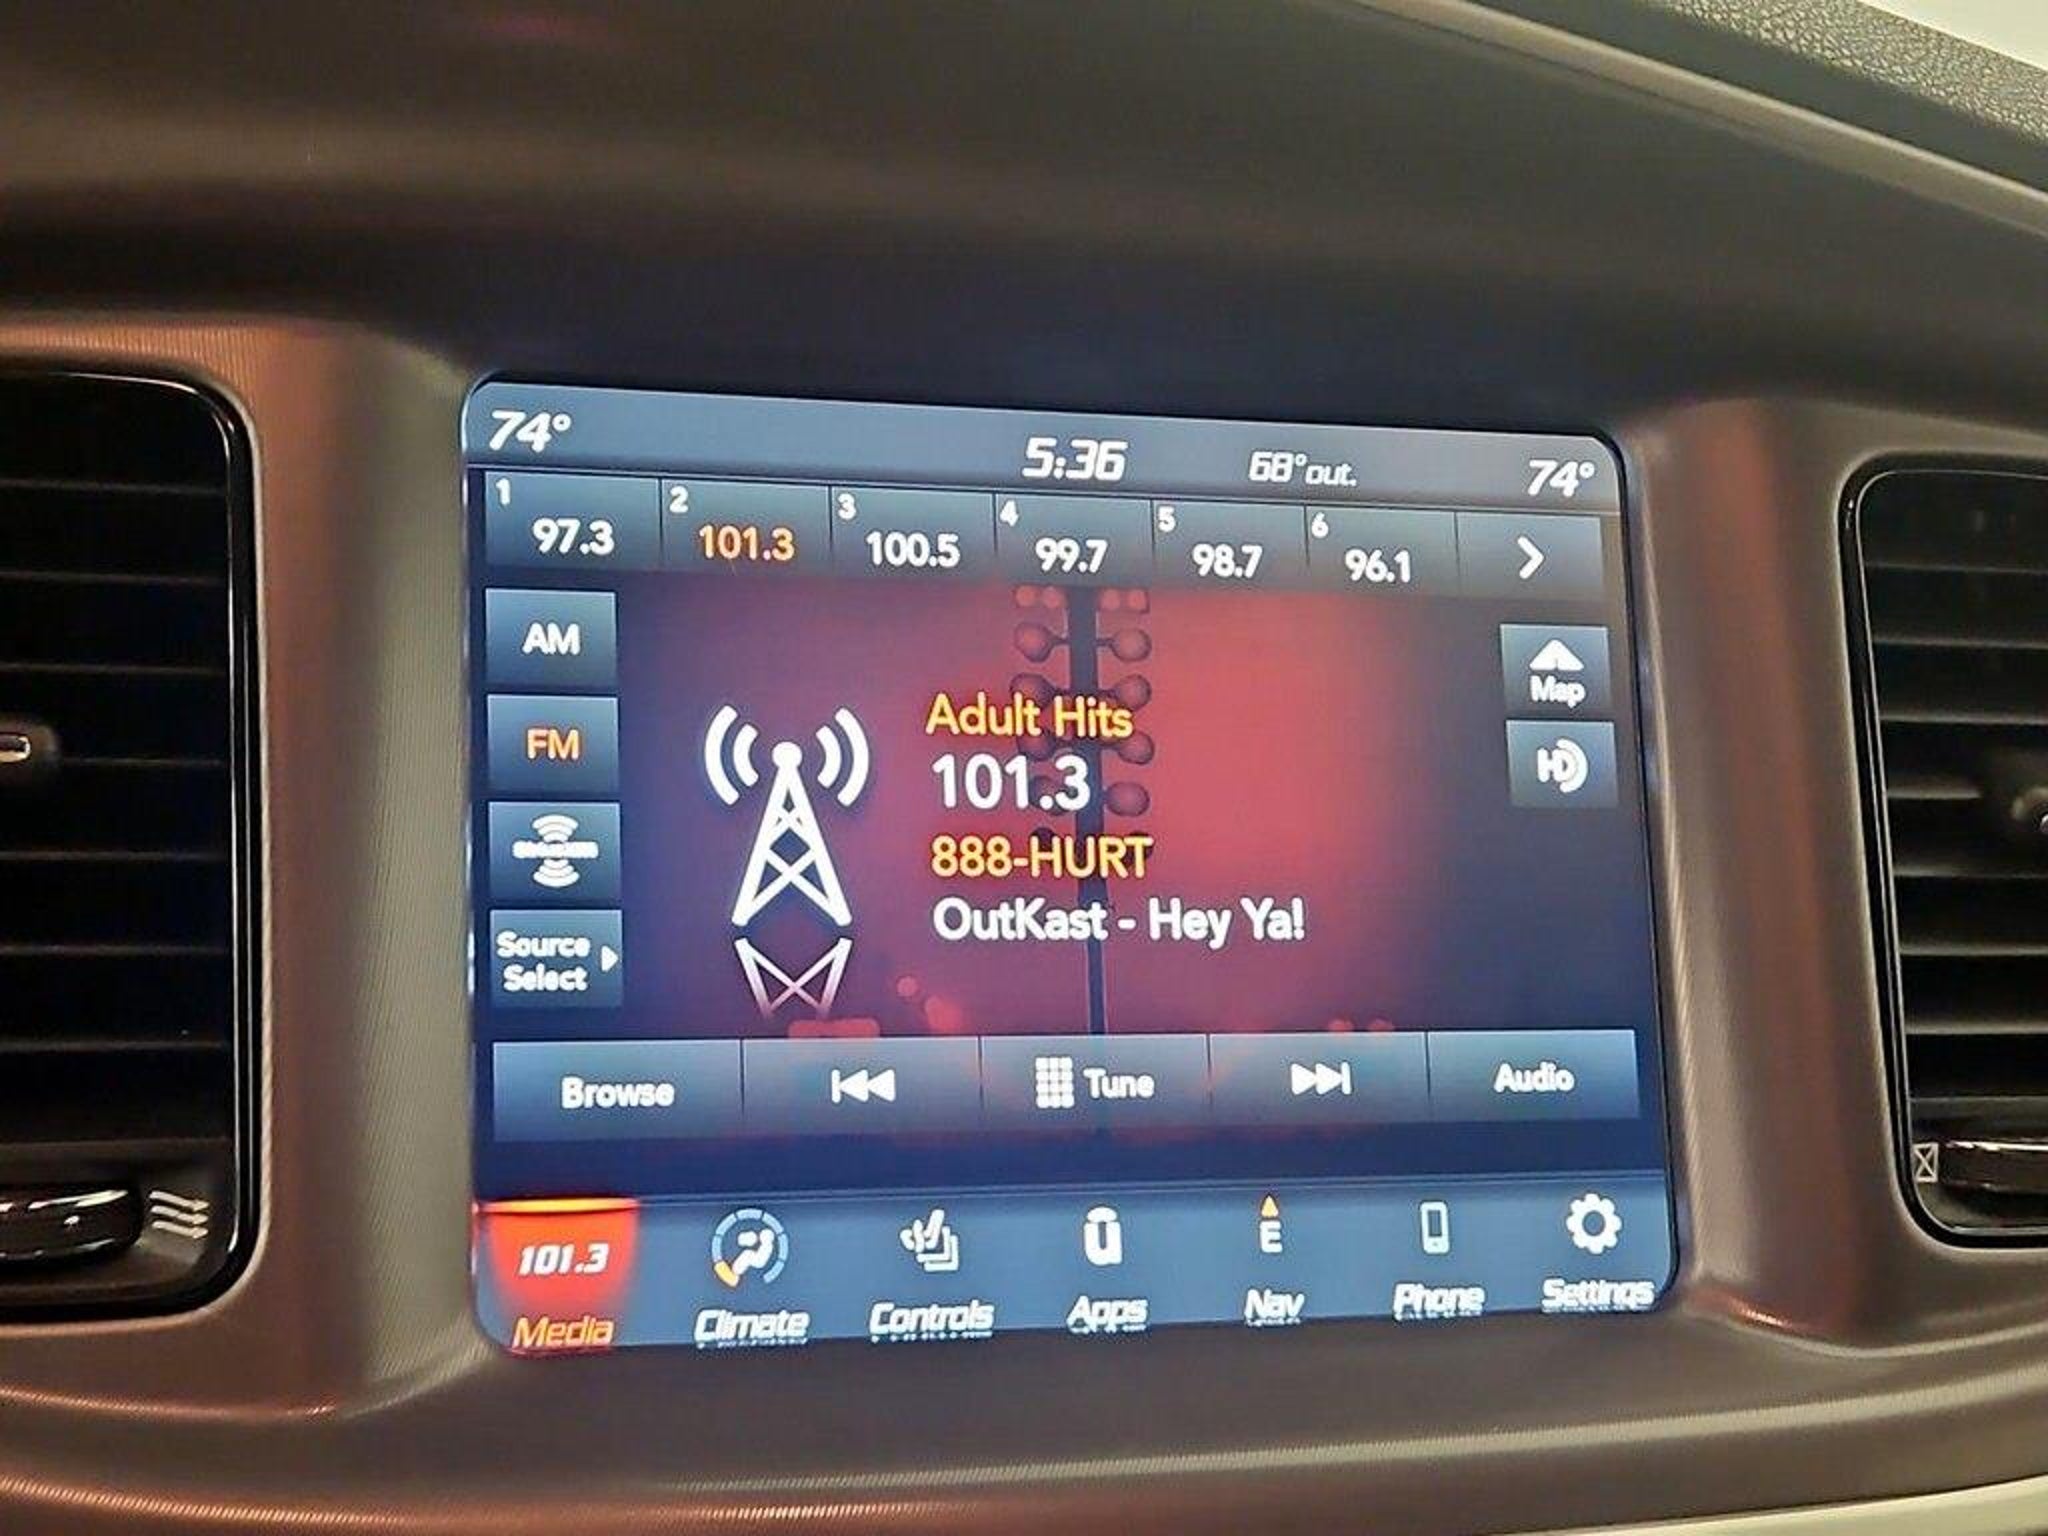 74°
5:36
68°out.
74°
1
97.3
2
101.3
3
100.5
4
99.7
5
98.7
6
96.1
AM
FM
Source
Select
Adult Hits
101.3
888-HURT
OutKast - Hey Ya!
Map
HD
Browse
Tune
Audio
101.3
Media
Climate
Controls
Apps
E
Nav
Phone
Settings